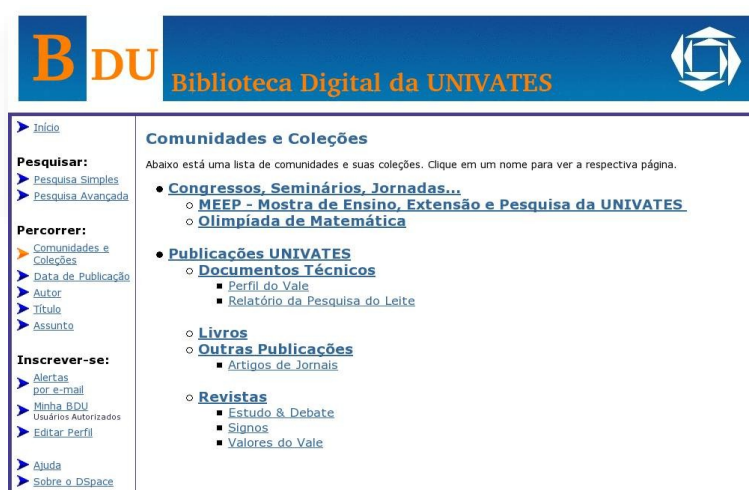 BDU Biblioteca Digital da UNIVATES
Início
Pesquisar:
Pesquisa Simples
Pesquisa Avançada
Percorrer:
Comunidades e
Coleções
Data de Publicação
Autor
Título
Assunto
Inscrever-se:
Alertas
por e-mail
Minha BDU
Usuários Autorizados
Editar Perfil
Ajuda
Sobre o DSpace
Comunidades e Coleções
Abaixo está uma lista de comunidades e suas coleções. Clique em um nome para ver a respectiva página.
Congressos, Seminários, Jornadas...
MEEP - Mostra de Ensino, Extensão e Pesquisa da UNIVATES
Olimpíada de Matemática
Publicações UNIVATES
Documentos Técnicos
Perfil do Vale
Relatório da Pesquisa do Leite
Livros
Outras Publicações
Artigos de Jornais
Revistas
Estudo & Debate
Signos
Valores do Vale